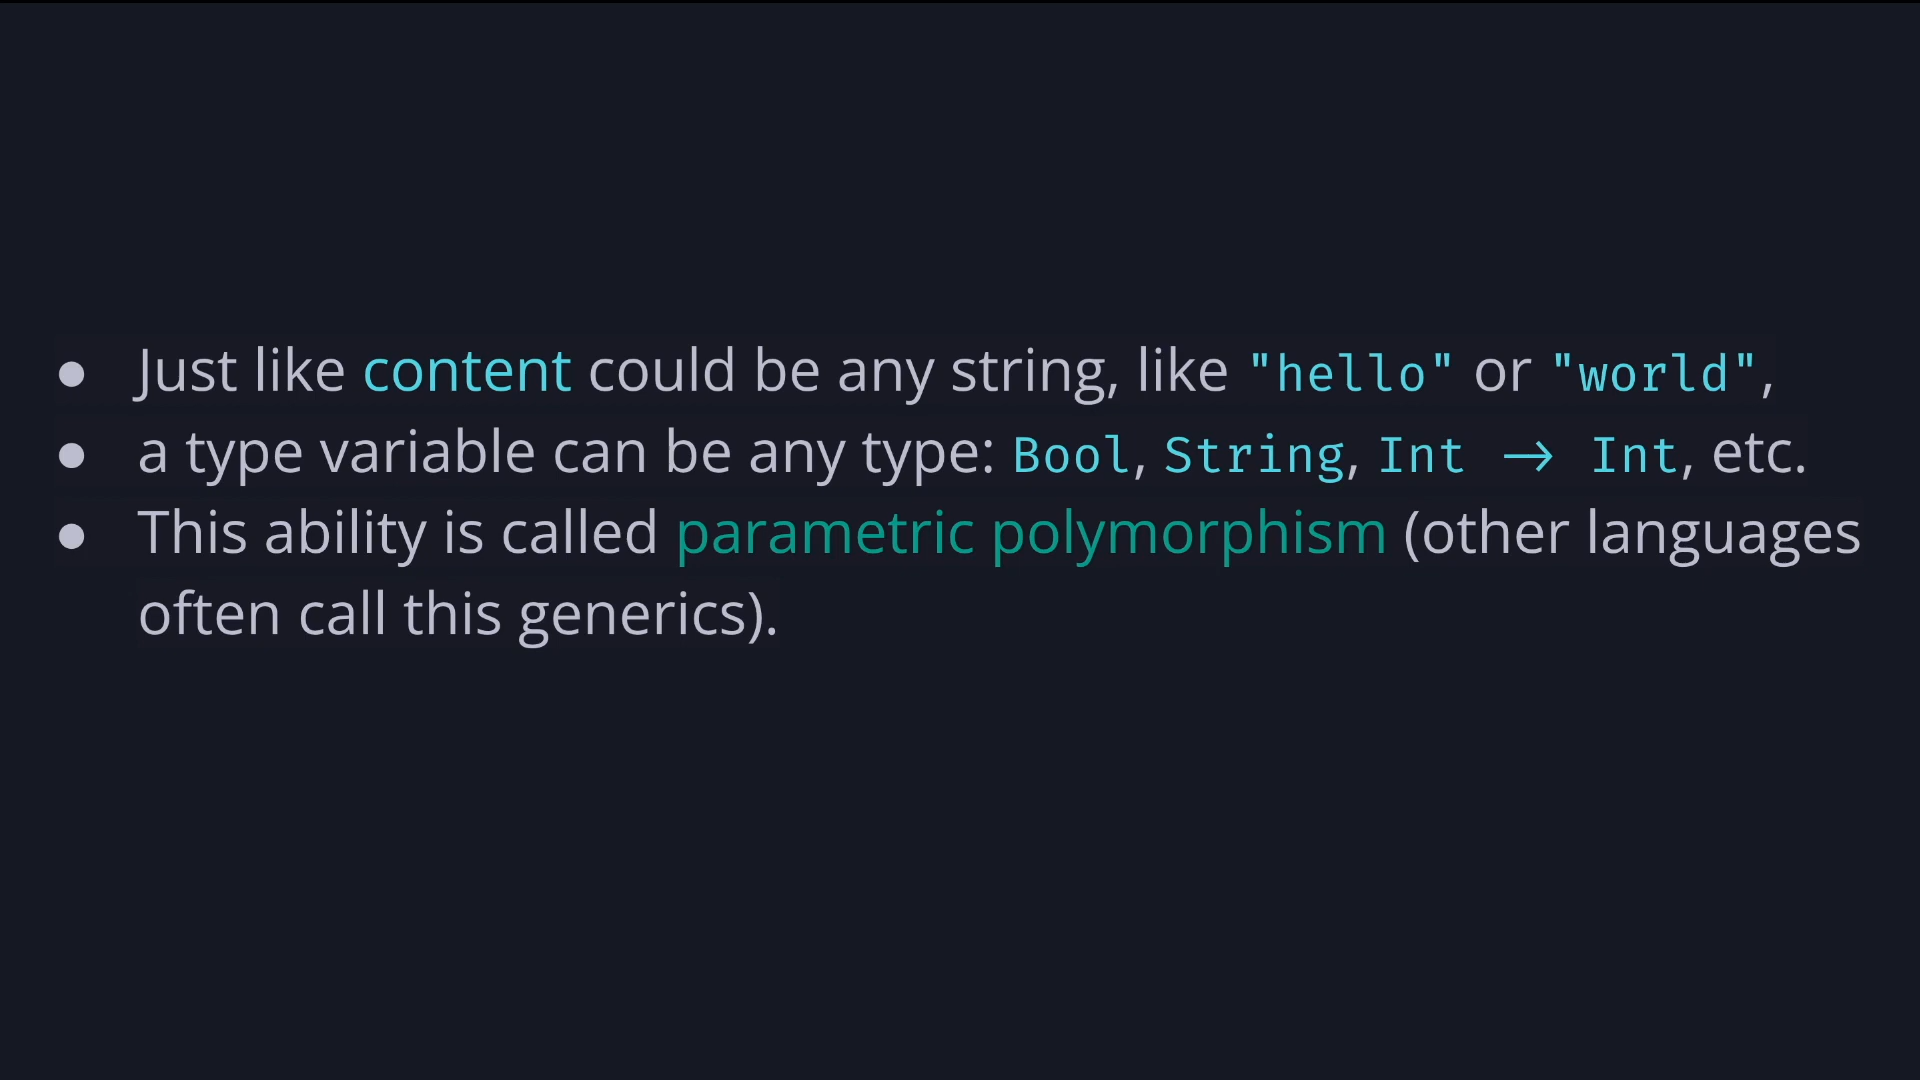 ● Just like content could be any string, like "hello" or "world",
● a type variable can be any type: Bool, String, Int → Int, etc.
● This ability is called parametric polymorphism (other languages
often call this generics).